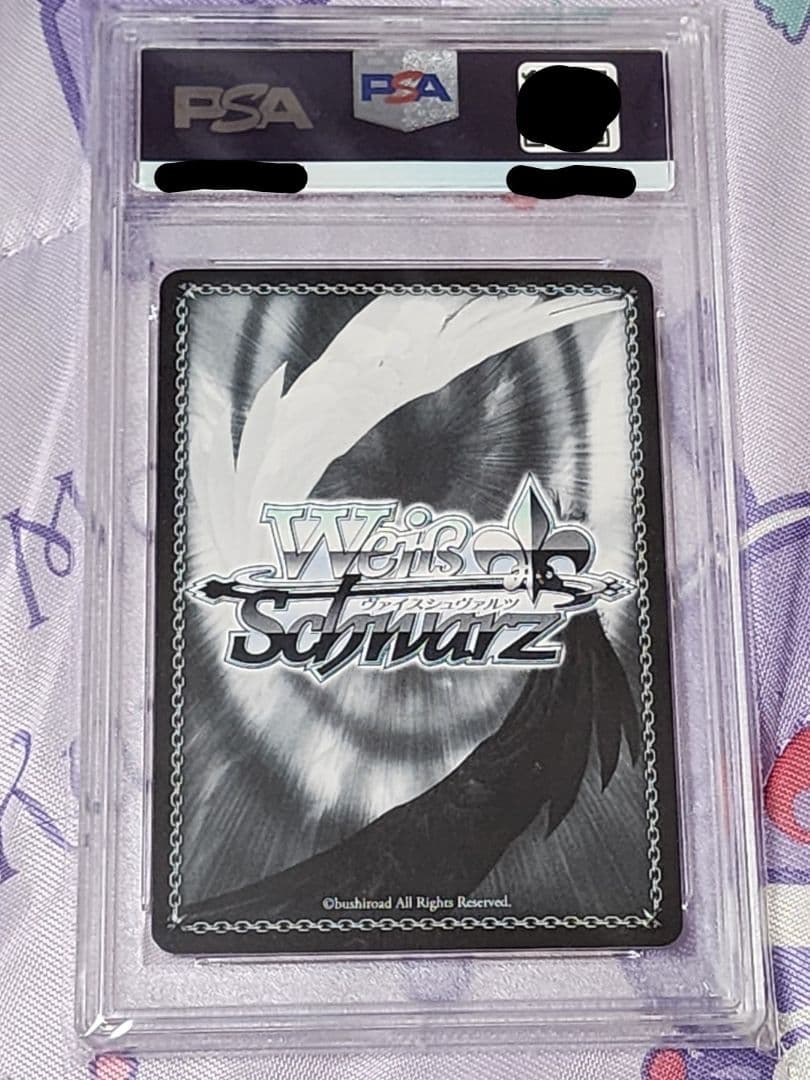 PSA
PSA
Weiß
ヴァイスシュヴァルツ
Schwarz
©bushiroad All Rights Reserved.